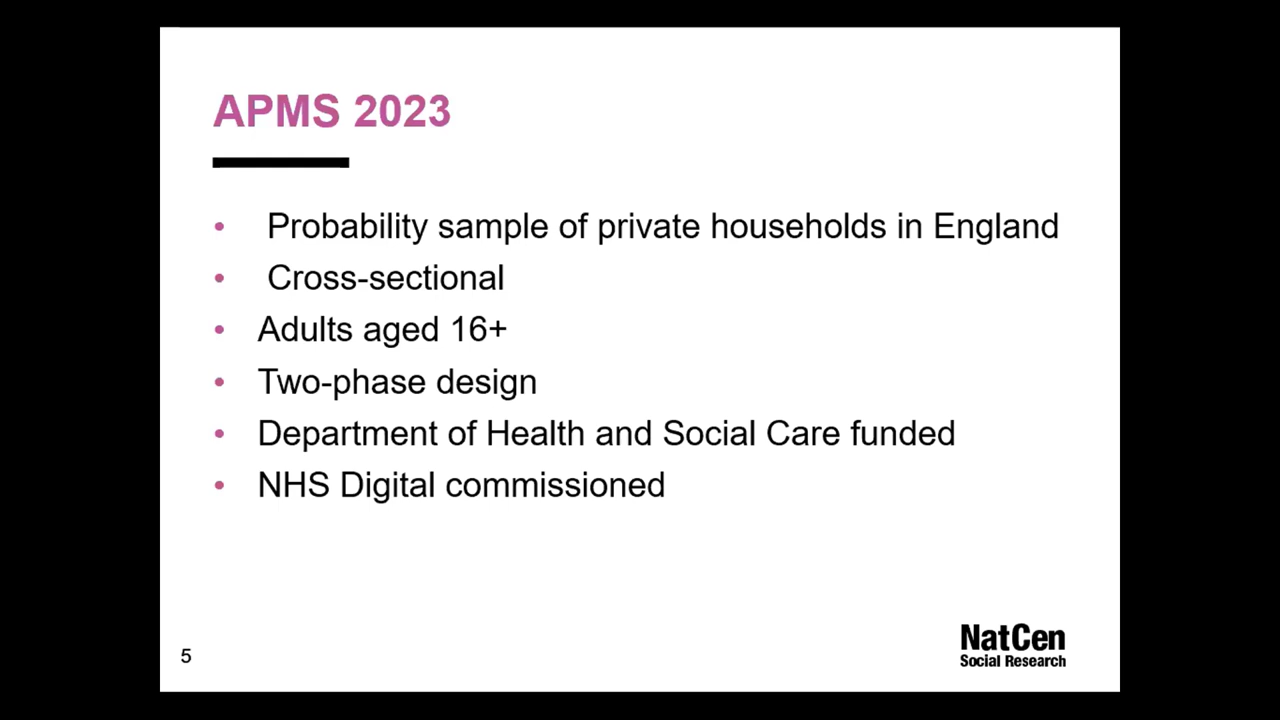 APMS 2023
• Probability sample of private households in England
• Cross-sectional
• Adults aged 16+
• Two-phase design
• Department of Health and Social Care funded
• NHS Digital commissioned
5
NatCen
Social Research